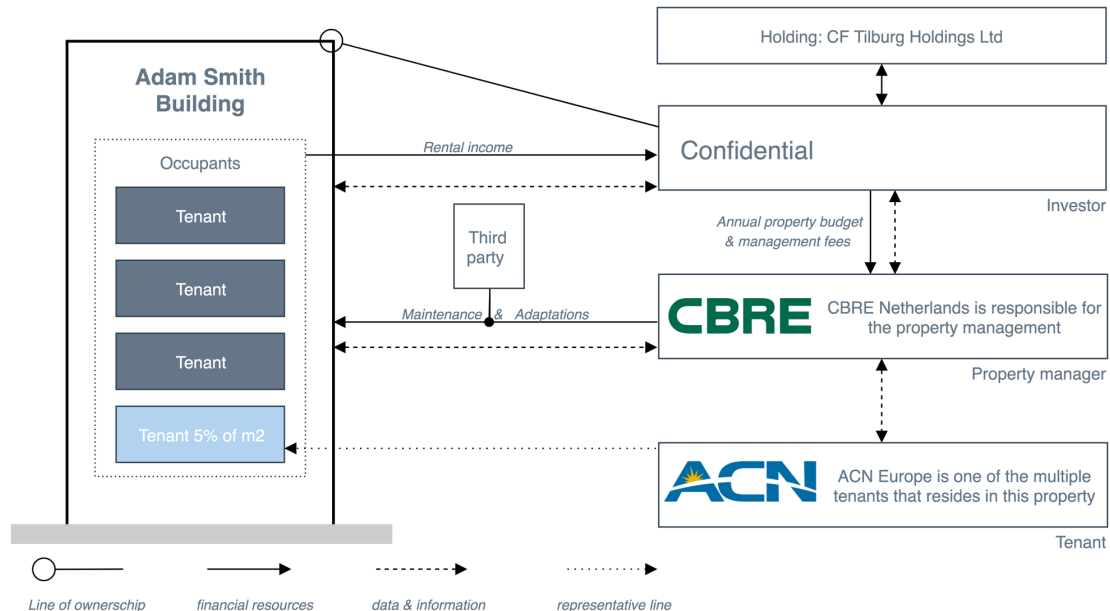 Holding: CF Tilburg Holdings Ltd
Adam Smith
Building
Occupants
Tenant
Tenant
Tenant
Tenant 5% of m2
Rental income
Confidential
Investor
Annual property budget
& management fees
Third
party
Maintenance & Adaptations
CBRE
CBRE Netherlands is responsible for
the property management
Property manager
ACN
ACN Europe is one of the multiple
tenants that resides in this property
Tenant
Line of ownerschip
financial resources
data & information
representative line